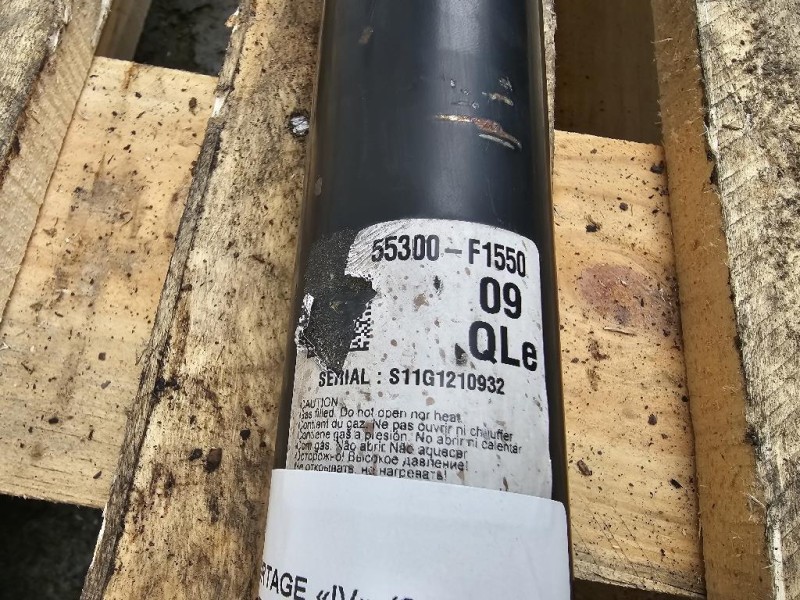 55300-F1550
09
QLe
SERIAL : S11G1210932
CAUTION
Gas filled. Do not open nor heat
Contient du gaz. Ne pas ouvrir ni chauffer
Contiene gas a presión. No abrir ni calentar
Com gas. Não abrir Não aquecer
Осторожно! Высокое давление!
не открывать, не нагревать!
RTAGE «IV»